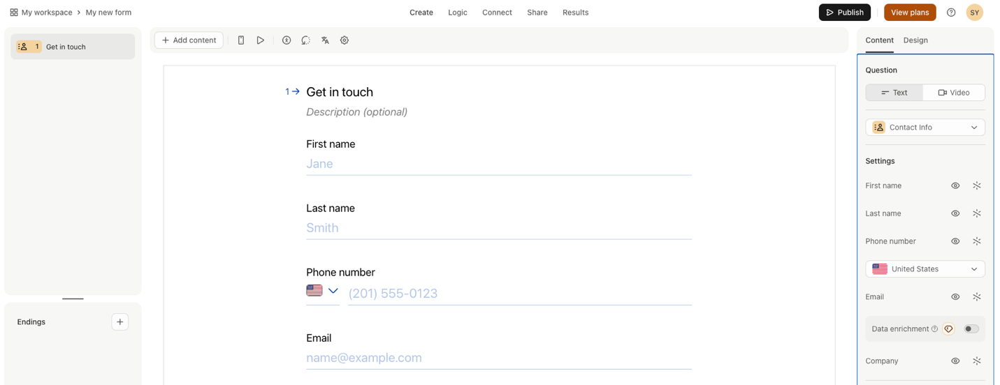 My workspace > My new form
Create
Logic
Connect
Share
Results
Publish
View plans
SY
1 Get in touch
Endings
Add content
1 Get in touch
Description (optional)
First name
Jane
Last name
Smith
Phone number
(201) 555-0123
Email
name@example.com
Content
Design
Question
Text
Video
Contact Info
Settings
First name
Last name
Phone number
United States
Email
Data enrichment
Company